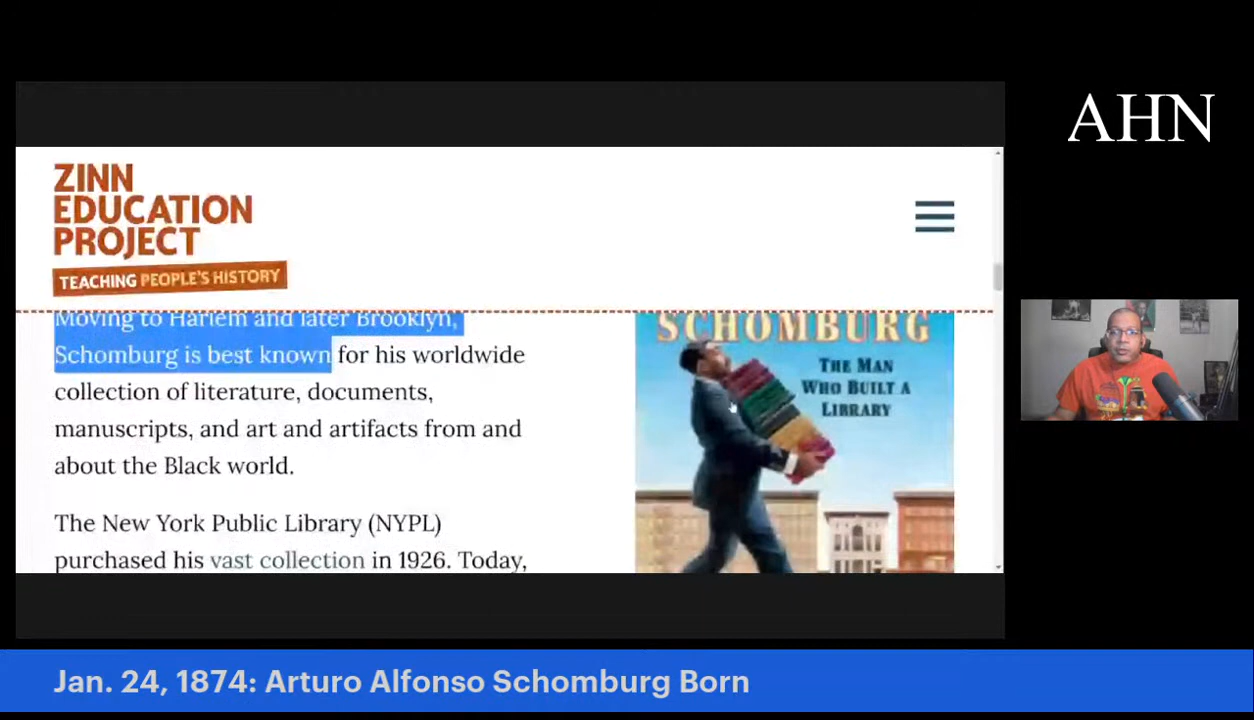 AHN
ZINN
EDUCATION
PROJECT
TEACHING PEOPLE'S HISTORY
Moving to Harlem and later Brooklyn,
Schomburg is best known for his worldwide
collection of literature, documents,
manuscripts, and art and artifacts from and
about the Black world.
The New York Public Library (NYPL)
purchased his vast collection in 1926. Today,
SCHOMBURG
THE MAN
WHO BUILT A
LIBRARY
Jan. 24, 1874: Arturo Alfonso Schomburg Born